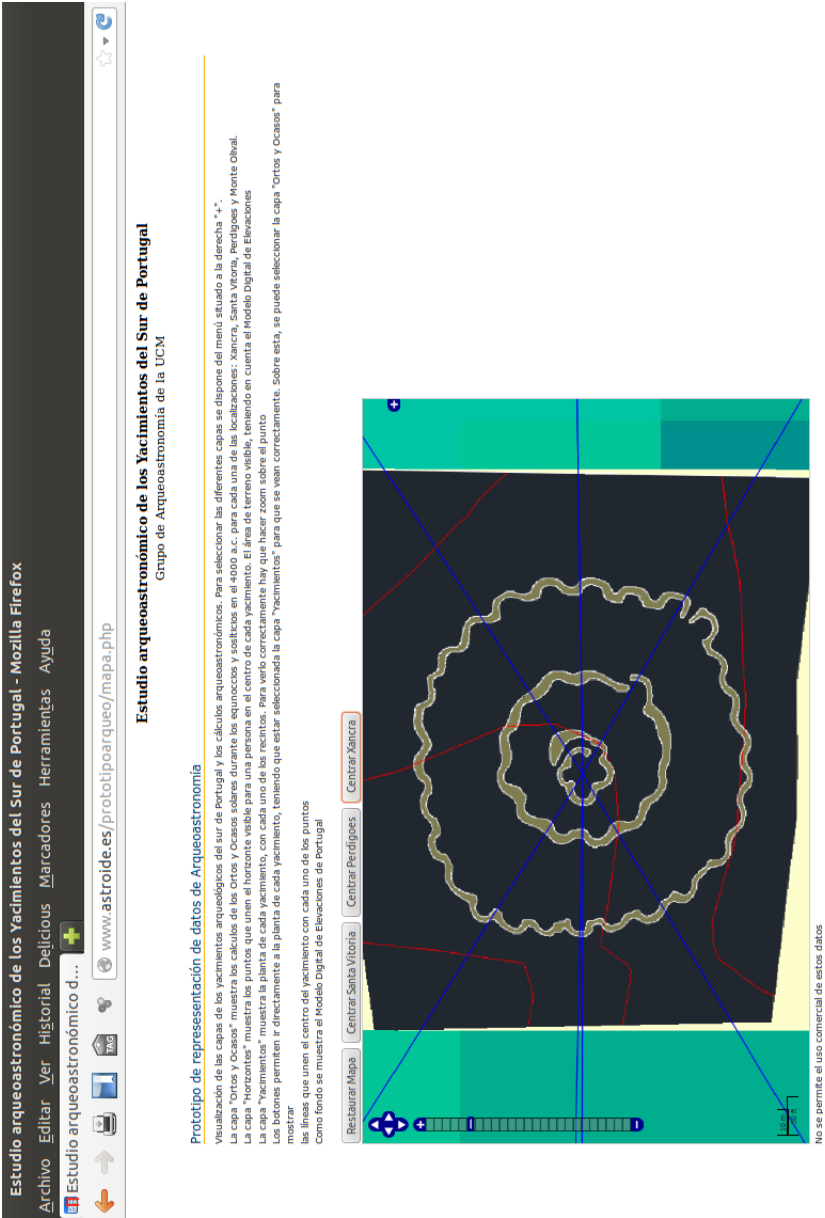 Estudio arqueoastronómico de los Yacimientos del Sur de Portugal - Mozilla Firefox
Archivo Editar Ver Historial Delicious Marcadores Herramientas Ayuda
Estudio arqueoastronómico d...
TAG
www.astroide.es/prototipoarqueo/mapa.php
Estudio arqueoastronómico de los Yacimientos del Sur de Portugal
Grupo de Arqueoastronomía de la UCM
Prototipo de represesentación de datos de Arqueoastronomía
Visualización de las capas de los yacimientos arqueológicos del sur de Portugal y los cálculos arqueastronómicos. Para seleccionar las diferentes capas se dispone del menú situado a la derecha "+".
La capa "Ortos y Ocasos" muestra los calculos de los Ortos y Ocasos solares durante los equnoccios y soslticios en el 4000 a.c. para cada una de las localizaciones: Xancra, Santa Vitoria, Perdigoes y Monte Olival.
La capa "Horizontes" muestra los puntos que unen el horizonte visible para una persona en el centro de cada yacimiento. El área de terreno visible, teniendo en cuenta el Modelo Digital de Elevaciones
La capa "Yacimientos" muestra la planta de cada yacimiento, con cada uno de los recintos. Para verlo correctamente hay que hacer zoom sobre el punto
Los botones permiten ir directamente a la planta de cada yacimiento, teniendo que estar seleccionada la capa "Yacimientos" para que se vean correctamente. Sobre esta, se puede seleccionar la capa "Ortos y Ocasos" para
mostrar
las líneas que unen el centro del yacimiento con cada uno de los puntos
Como fondo se muestra el Modelo Digital de Elevaciones de Portugal
Restaurar Mapa Centrar Santa Vitoria Centrar Perdigoes Centrar Xancra
No se permite el uso comercial de estos datos